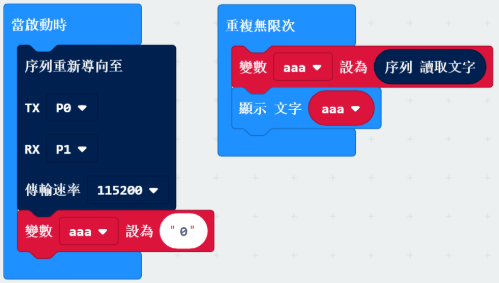 當啟動時
序列重新導向至
TX P0
RX P1
傳輸速率 115200
變數 aaa 設為 "0"
重複無限次
變數 aaa 設為 序列 讀取文字
顯示 文字 aaa